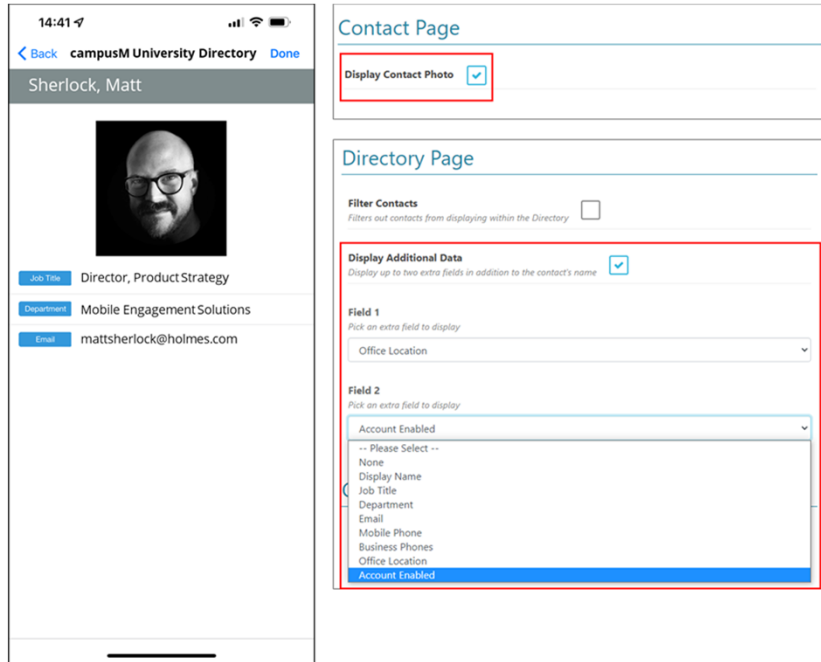 14:41
Back campusM University Directory Done
Sherlock, Matt
Job Title Director, Product Strategy
Department Mobile Engagement Solutions
Email mattsherlock@holmes.com
Contact Page
Display Contact Photo
Directory Page
Filter Contacts
Filters out contacts from displaying within the Directory
Display Additional Data
Display up to two extra fields in addition to the contact's name
Field 1
Pick an extra field to display
Office Location
Field 2
Pick an extra field to display
Account Enabled
-- Please Select --
None
Display Name
Job Title
Department
Email
Mobile Phone
Business Phones
Office Location
Account Enabled